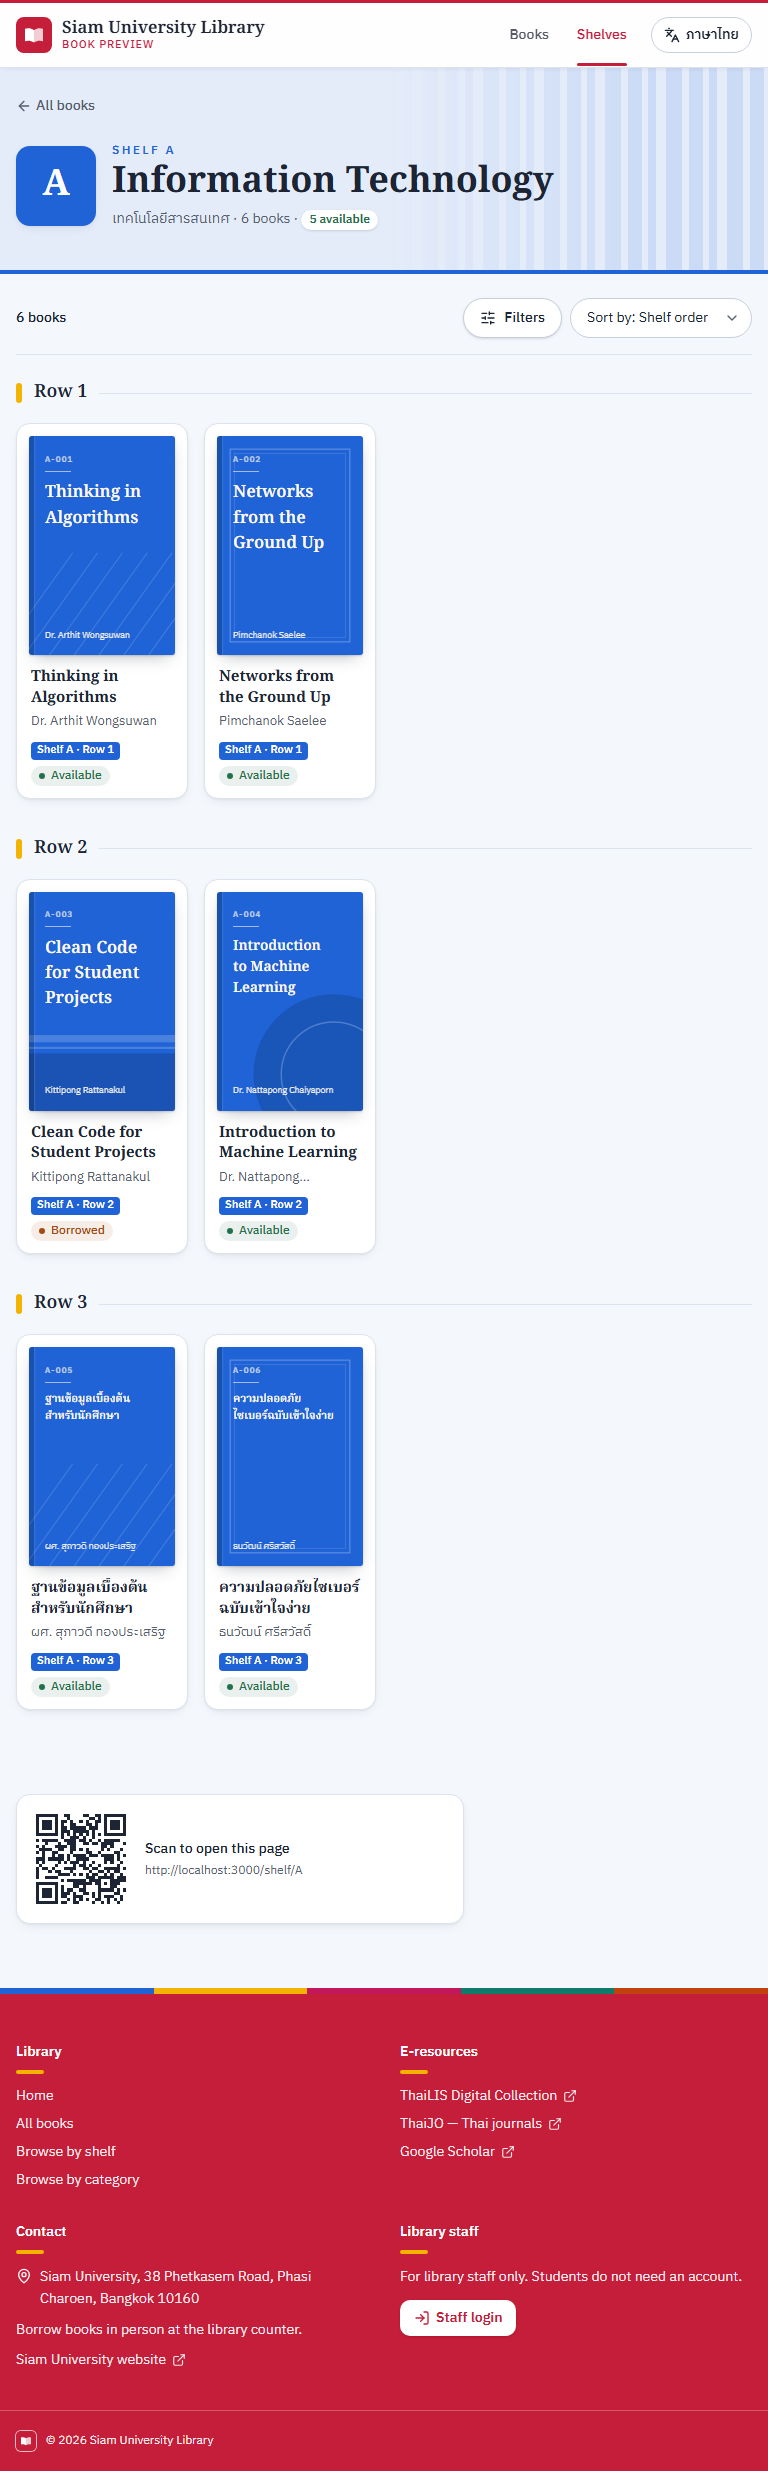 Siam University Library
BOOK PREVIEW
Books
Shelves
ภาษาไทย
All books
A
SHELF A
Information Technology
เทคโนโลยีสารสนเทศ · 6 books · 5 available
6 books
Filters
Sort by: Shelf order
Row 1
A-001
Thinking in
Algorithms
Dr. Arthit Wongsuwan
Thinking in
Algorithms
Dr. Arthit Wongsuwan
Shelf A · Row 1
Available
A-002
Networks
from the
Ground Up
Pimchanok Saelee
Networks from
the Ground Up
Pimchanok Saelee
Shelf A · Row 1
Available
Row 2
A-003
Clean Code
for Student
Projects
Kittipong Rattanakul
Clean Code for
Student Projects
Kittipong Rattanakul
Shelf A · Row 2
Borrowed
A-004
Introduction
to Machine
Learning
Dr. Nattapong Chaiyaporn
Introduction to
Machine Learning
Dr. Nattapong...
Shelf A · Row 2
Available
Row 3
A-005
ฐานข้อมูลเบื้องต้น
สำหรับนักศึกษา
ผศ. สุภาวดี ทองประเสริฐ
ฐานข้อมูลเบื้องต้น
สำหรับนักศึกษา
ผศ. สุภาวดี ทองประเสริฐ
Shelf A · Row 3
Available
A-006
ความปลอดภัย
ไซเบอร์ฉบับเข้าใจง่าย
ธนวัฒน์ ศรีสวัสดิ์
ความปลอดภัยไซเบอร์
ฉบับเข้าใจง่าย
ธนวัฒน์ ศรีสวัสดิ์
Shelf A · Row 3
Available
Scan to open this page
http://localhost:3000/shelf/A
Library
Home
All books
Browse by shelf
Browse by category
E-resources
ThaiLIS Digital Collection
ThaiJO — Thai journals
Google Scholar
Contact
Siam University, 38 Phetkasem Road, Phasi
Charoen, Bangkok 10160
Borrow books in person at the library counter.
Siam University website
Library staff
For library staff only. Students do not need an account.
Staff login
© 2026 Siam University Library